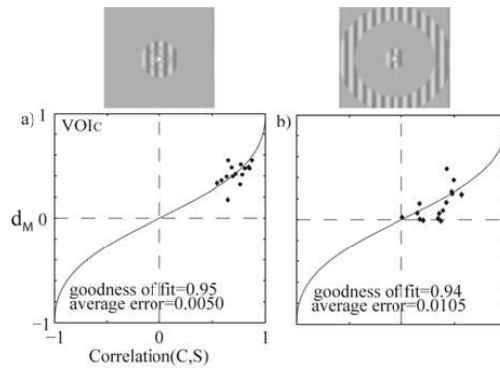 a) VOIc
b)
1
d_M 0
-1
goodness of fit=0.95
average error=0.0050
goodness of fit=0.94
average error=0.0105
-1 0 1
Correlation(C,S)